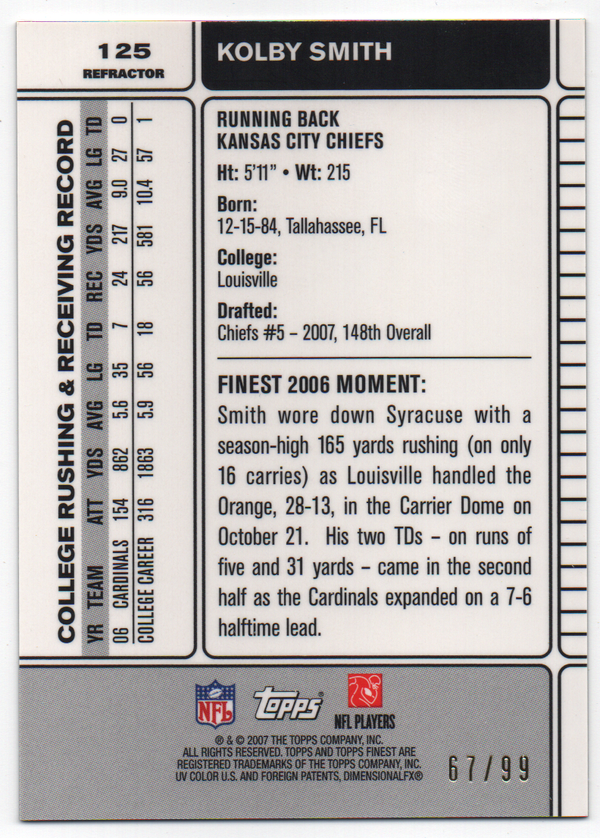 125
REFRACTOR
KOLBY SMITH
COLLEGE RUSHING & RECEIVING RECORD
YR TEAM ATT YDS AVG LG TD REC YDS AVG LG TD
06 CARDINALS 154 862 5.6 35 7 24 217 9.0 27 0
COLLEGE CAREER 316 1863 5.9 56 18 56 581 10.4 57 1
RUNNING BACK
KANSAS CITY CHIEFS
Ht: 5'11" • Wt: 215
Born:
12-15-84, Tallahassee, FL
College:
Louisville
Drafted:
Chiefs #5 – 2007, 148th Overall
FINEST 2006 MOMENT:
Smith wore down Syracuse with a
season-high 165 yards rushing (on only
16 carries) as Louisville handled the
Orange, 28-13, in the Carrier Dome on
October 21. His two TDs – on runs of
five and 31 yards – came in the second
half as the Cardinals expanded on a 7-6
halftime lead.
NFL
Topps®
NFL PLAYERS
® & © 2007 THE TOPPS COMPANY, INC.
ALL RIGHTS RESERVED. TOPPS AND TOPPS FINEST ARE
REGISTERED TRADEMARKS OF THE TOPPS COMPANY, INC.
UV COLOR U.S. AND FOREIGN PATENTS, DIMENSIONALFX®
67/99